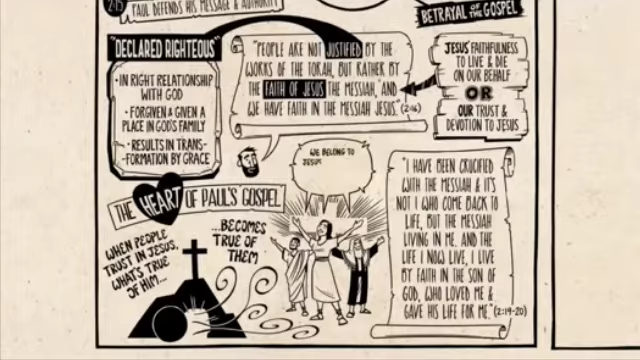 2:15
PAUL DEFENDS HIS MESSAGE & AUTHORITY
BETRAYAL OF THE GOSPEL
"DECLARED RIGHTEOUS"
• IN RIGHT RELATIONSHIP
WITH GOD
• FORGIVEN & GIVEN A
PLACE IN GOD'S FAMILY
• RESULTS IN TRANS-
FORMATION BY GRACE
"PEOPLE ARE NOT JUSTIFIED BY THE
WORKS OF THE TORAH, BUT RATHER BY
THE FAITH OF JESUS THE MESSIAH, AND
WE HAVE FAITH IN THE MESSIAH JESUS." (2:16)
JESUS' FAITHFULNESS
TO LIVE & DIE
ON OUR BEHALF
OR
OUR TRUST &
DEVOTION TO JESUS
THE HEART OF PAUL'S GOSPEL
WHEN PEOPLE
TRUST IN JESUS,
WHAT'S TRUE
OF HIM...
...BECOMES
TRUE OF
THEM
WE BELONG TO
JESUS
"I HAVE BEEN CRUCIFIED
WITH THE MESSIAH & IT'S
NOT I WHO COME BACK TO
LIFE, BUT THE MESSIAH
LIVING IN ME. AND THE
LIFE I NOW LIVE, I LIVE
BY FAITH IN THE SON OF
GOD, WHO LOVED ME &
GAVE HIS LIFE FOR ME." (2:19-20)